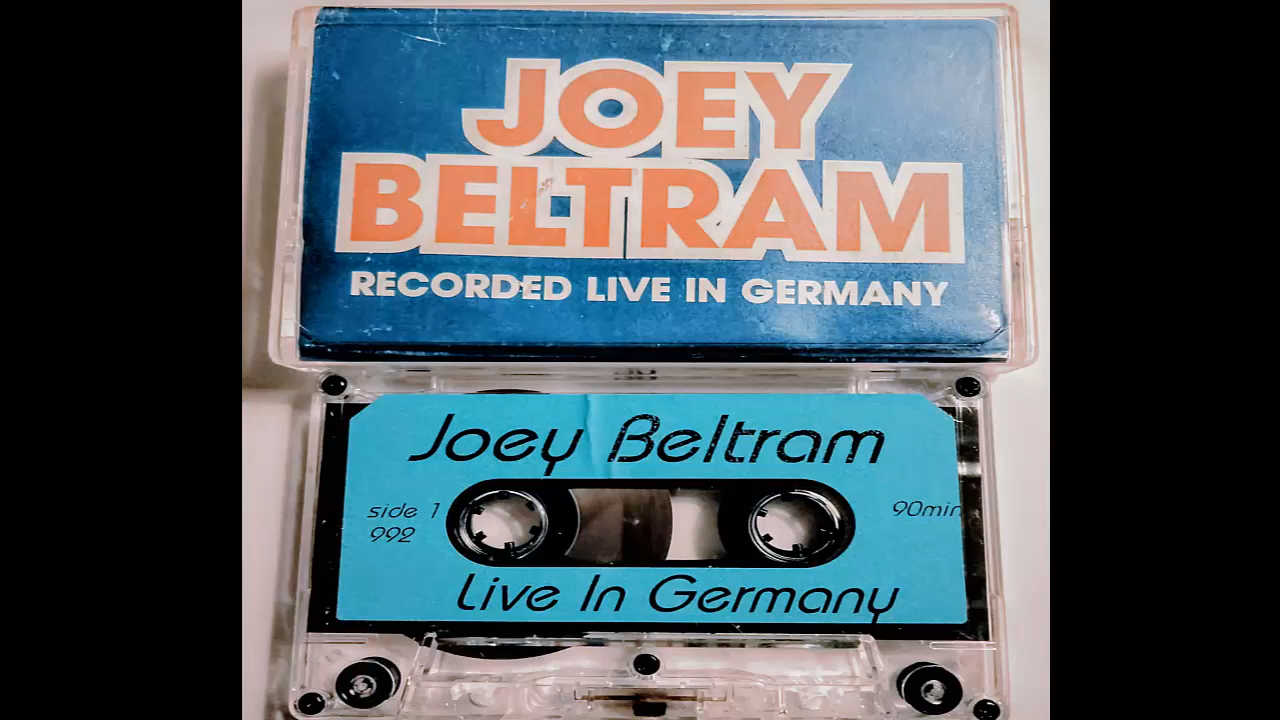 JOEY
BELTRAM
RECORDED LIVE IN GERMANY
Joey Beltram
side 1
992
90min
Live In Germany